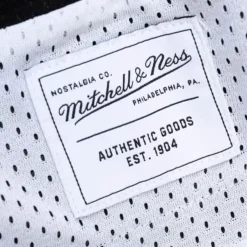 NOSTALGIA CO.
Mitchell & Ness
PHILADELPHIA, PA.
AUTHENTIC GOODS
EST. 1904